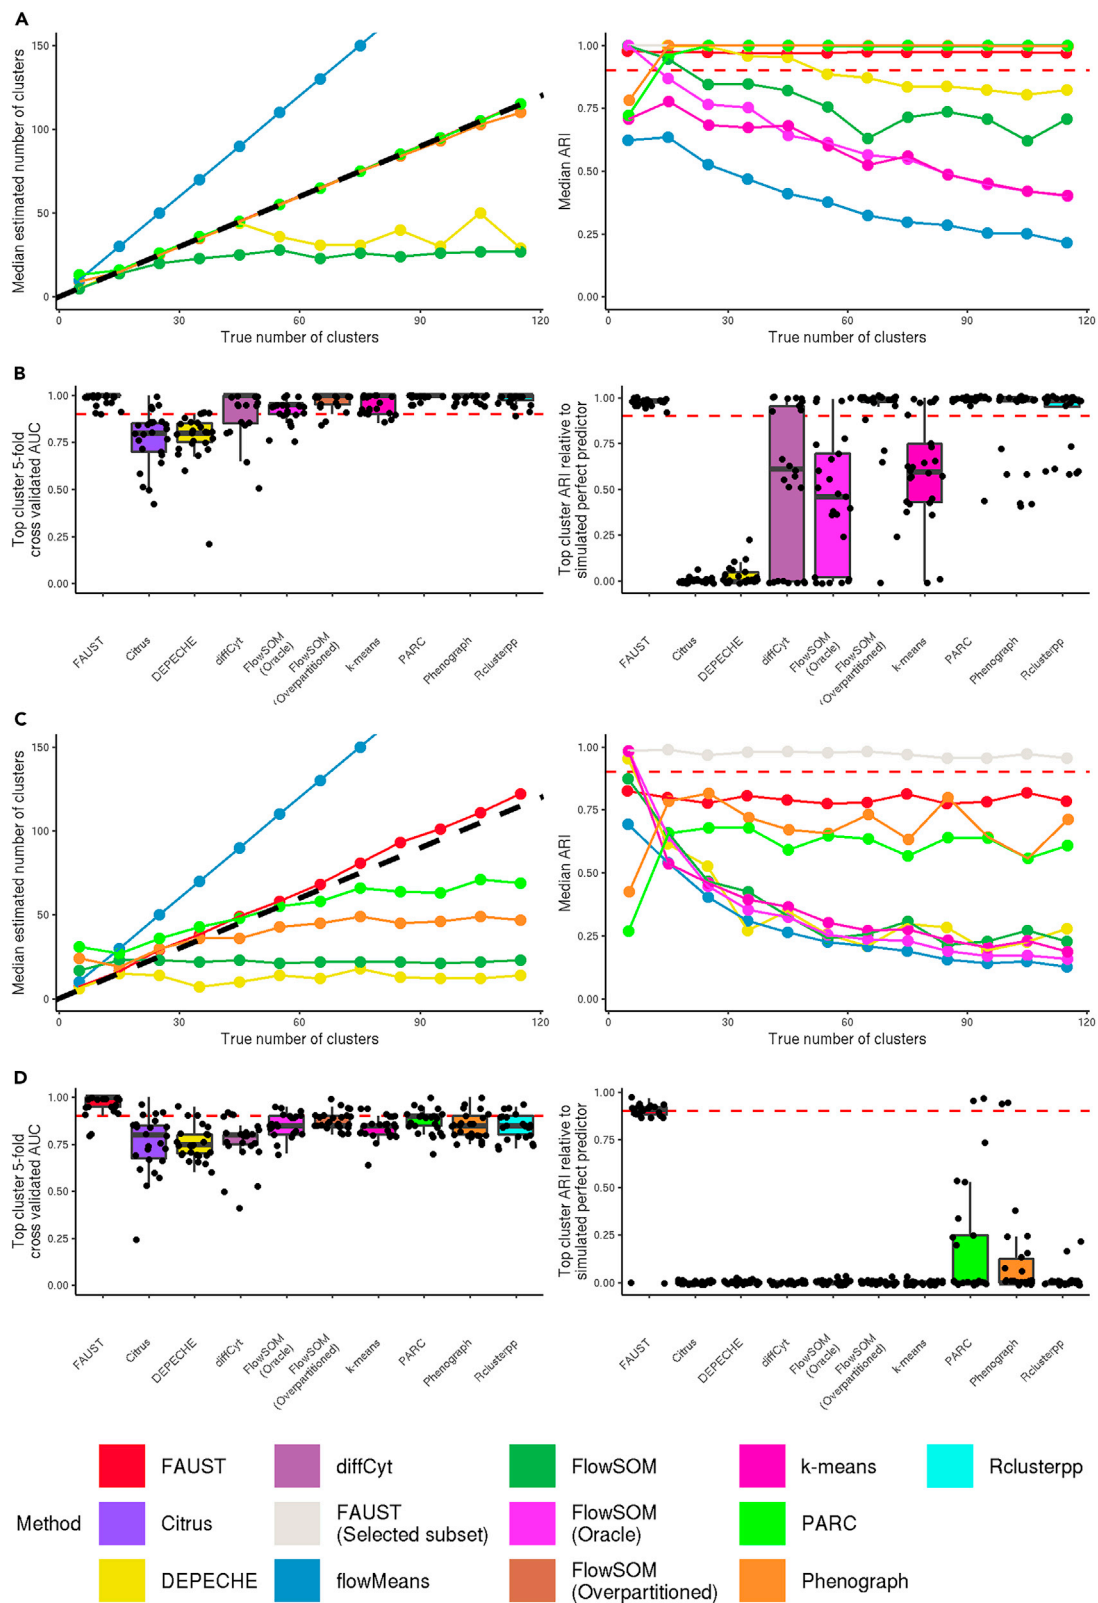 A
Median estimated number of clusters
150
100
50
0
0
30
60
90
120
True number of clusters
Median ARI
1.00
0.75
0.50
0.25
0.00
0
30
60
90
120
True number of clusters
B
Top cluster 5-fold
cross validated AUC
1.00
0.75
0.50
0.25
0.00
FAUST
Citrus
DEPECHE
diffCyt
FlowSOM
(Oracle)
FlowSOM
(Overpartitioned)
k-means
PARC
Phenograph
Rclusterpp
Top cluster ARI relative to
simulated perfect predictor
1.00
0.75
0.50
0.25
0.00
FAUST
Citrus
DEPECHE
diffCyt
FlowSOM
(Oracle)
FlowSOM
(Overpartitioned)
k-means
PARC
Phenograph
Rclusterpp
C
Median estimated number of clusters
150
100
50
0
0
30
60
90
120
True number of clusters
Median ARI
1.00
0.75
0.50
0.25
0.00
0
30
60
90
120
True number of clusters
D
Top cluster 5-fold
cross validated AUC
1.00
0.75
0.50
0.25
0.00
FAUST
Citrus
DEPECHE
diffCyt
FlowSOM
(Oracle)
FlowSOM
(Overpartitioned)
k-means
PARC
Phenograph
Rclusterpp
Top cluster ARI relative to
simulated perfect predictor
1.00
0.75
0.50
0.25
0.00
FAUST
Citrus
DEPECHE
diffCyt
FlowSOM
(Oracle)
FlowSOM
(Overpartitioned)
k-means
PARC
Phenograph
Rclusterpp
Method
FAUST
Citrus
DEPECHE
diffCyt
FAUST
(Selected subset)
flowMeans
FlowSOM
FlowSOM
(Oracle)
FlowSOM
(Overpartitioned)
k-means
PARC
Phenograph
Rclusterpp